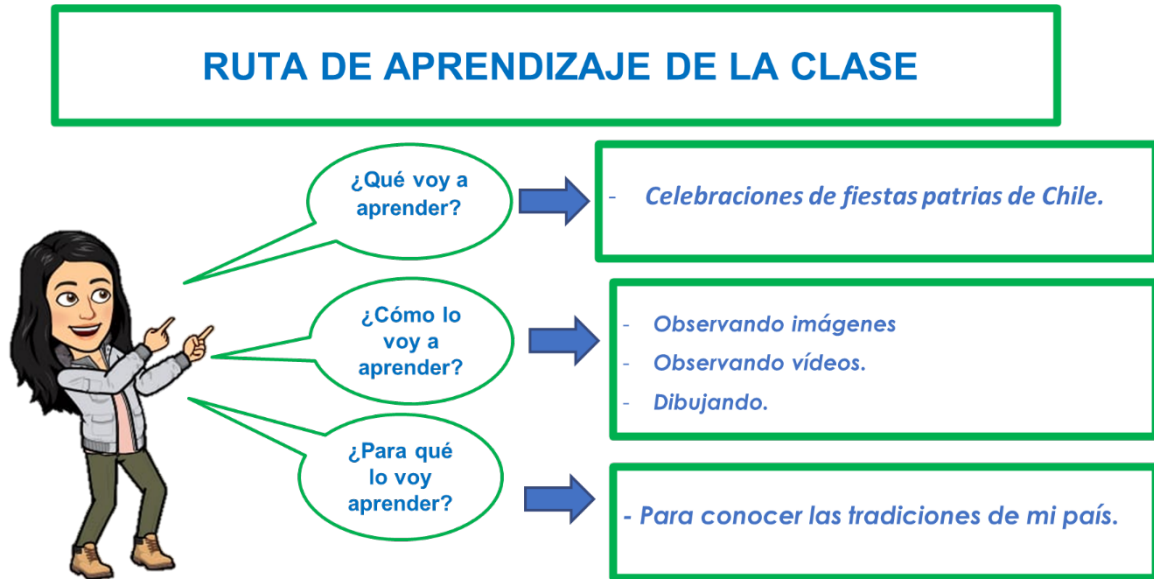 RUTA DE APRENDIZAJE DE LA CLASE
¿Qué voy a
aprender?
- Celebraciones de fiestas patrias de Chile.
¿Cómo lo
voy a
aprender?
- Observando imágenes
- Observando vídeos.
- Dibujando.
¿Para qué
lo voy
aprender?
- Para conocer las tradiciones de mi país.